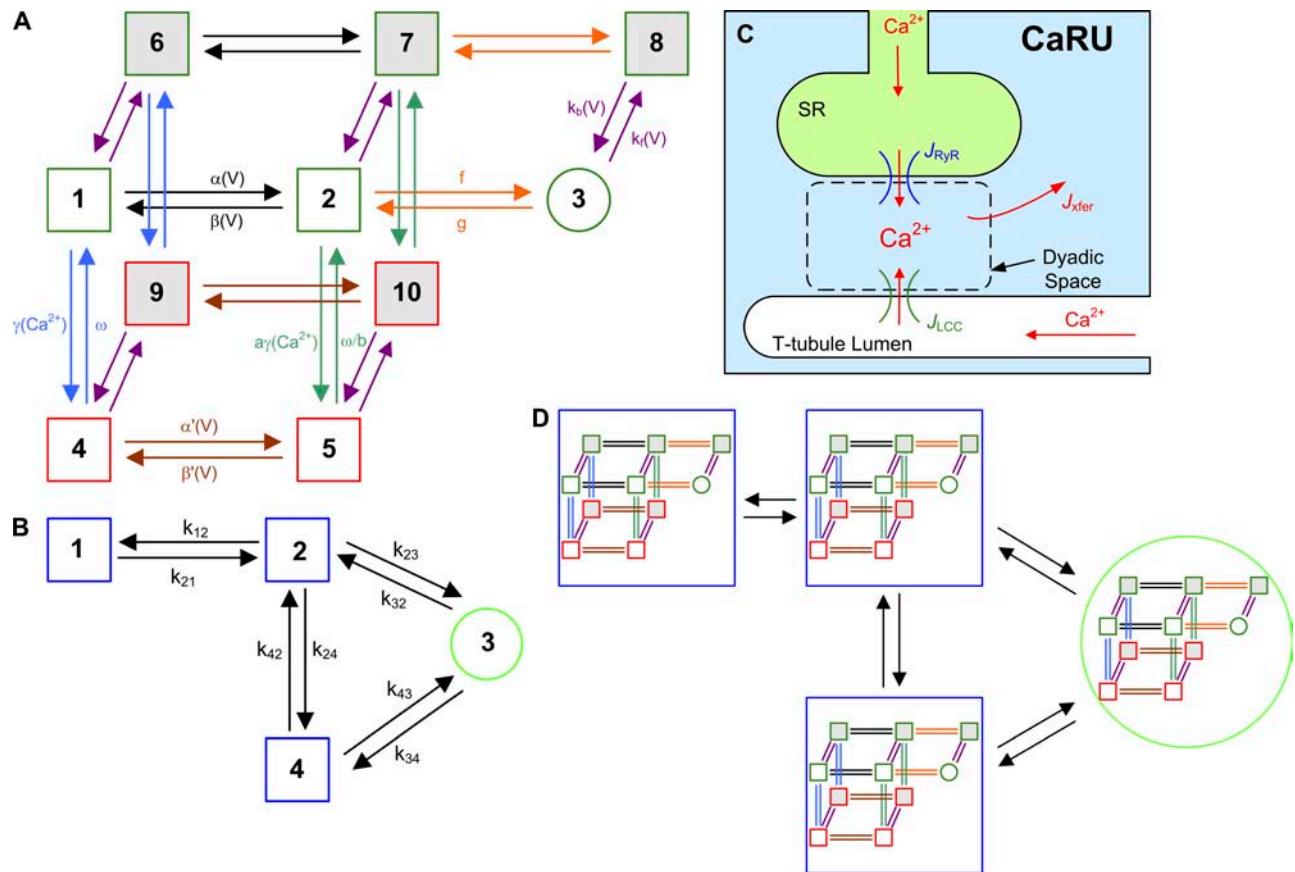 A
6 7 8
k_b(V)
k_f(V)
1 α(V) 2 f 3
β(V) g
9 10
γ(Ca²⁺) ω aγ(Ca²⁺) ω/b
4 α'(V) 5
β'(V)
B
1 k₁₂ 2 k₂₃
k₂₁ k₃₂
3
k₄₂ k₂₄
k₄₃
4 k₃₄
C Ca²⁺ CaRU
SR
J_RyR
J_xfer
Ca²⁺
Dyadic
Space
J_LCC
Ca²⁺
T-tubule Lumen
D